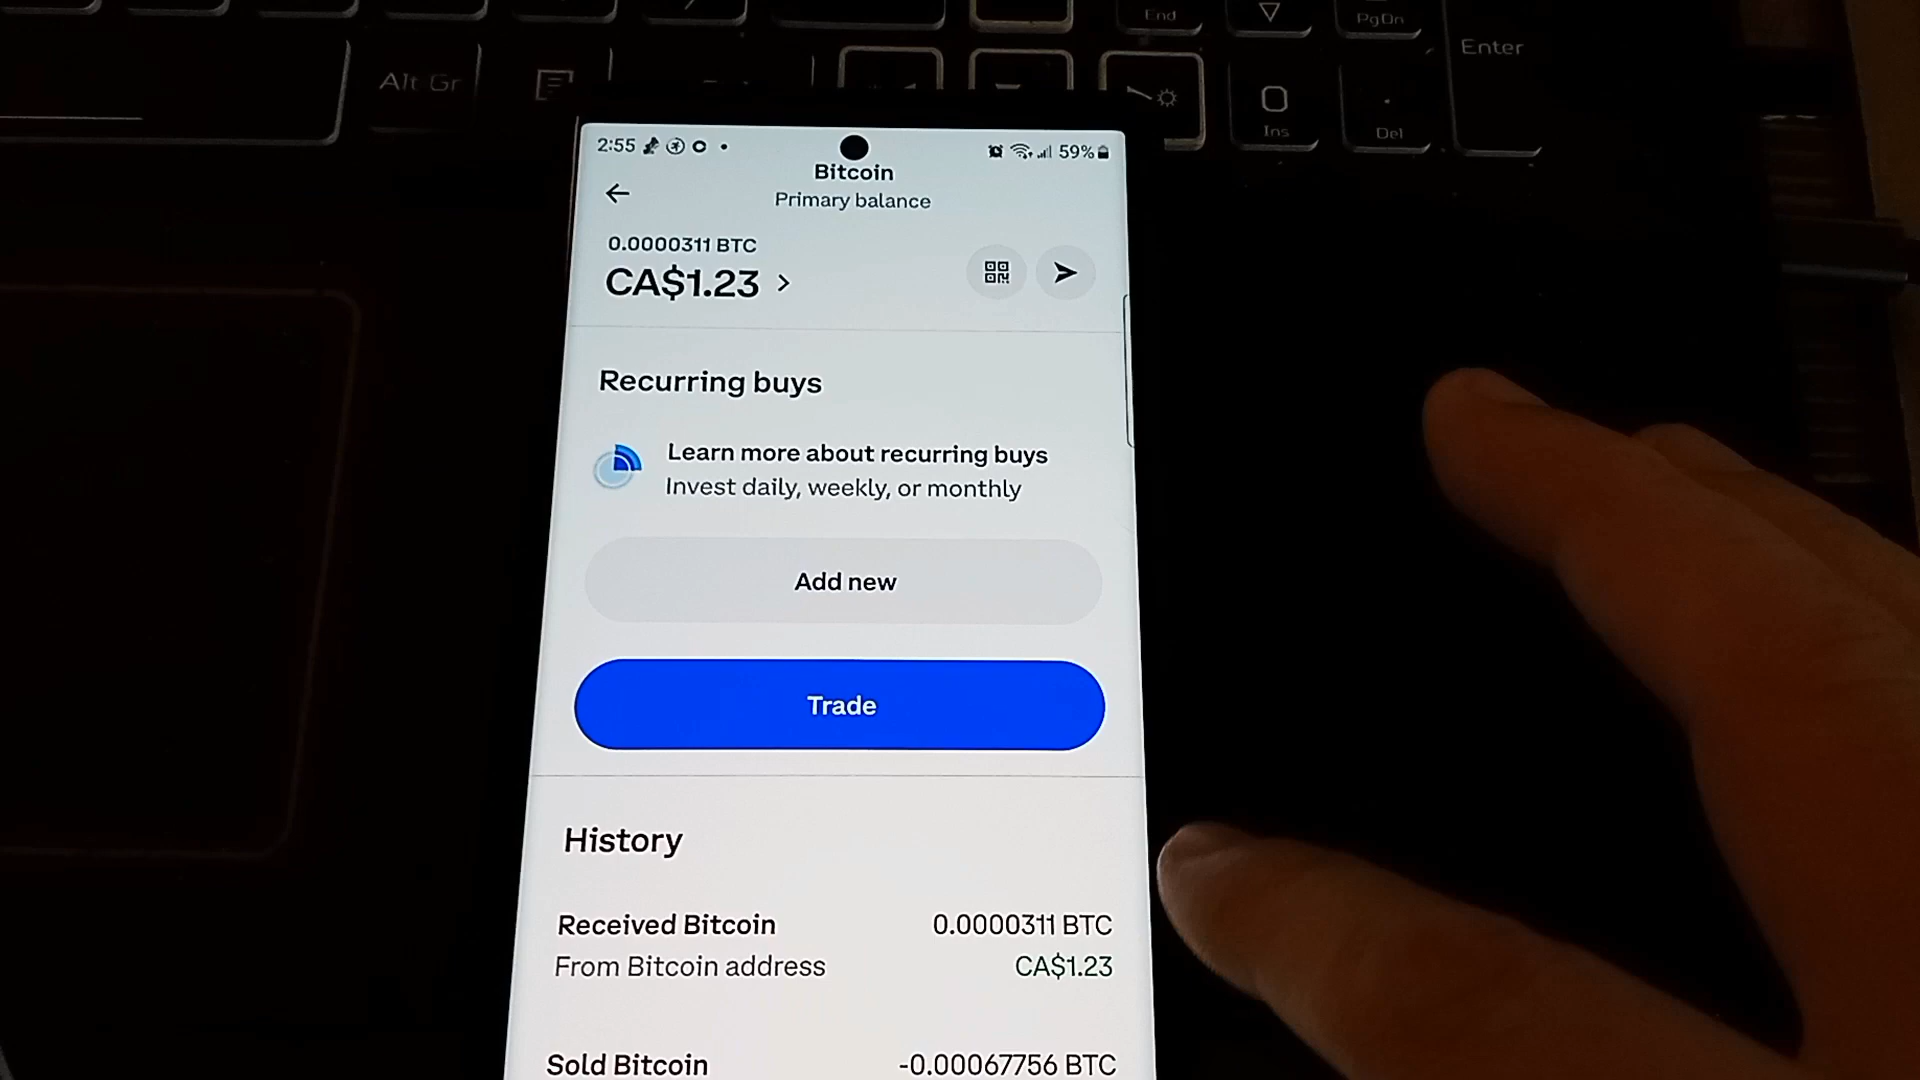 End
PgDn
Enter
Alt Gr
Ins
Del
2:55
59%
Bitcoin
Primary balance
0.0000311 BTC
CA$1.23
Recurring buys
Learn more about recurring buys
Invest daily, weekly, or monthly
Add new
Trade
History
Received Bitcoin 0.0000311 BTC
From Bitcoin address CA$1.23
Sold Bitcoin -0.00067756 BTC